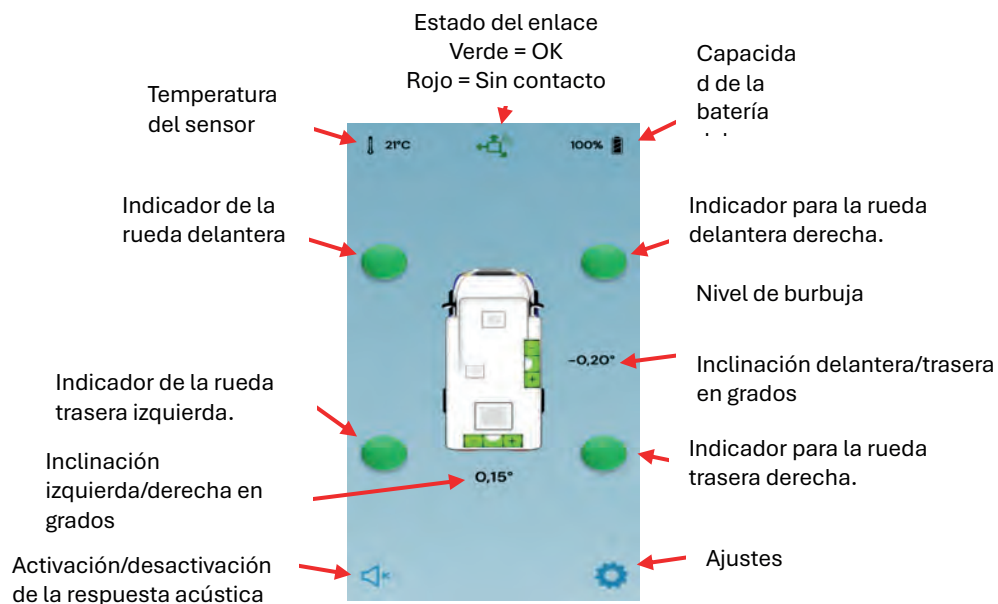 Estado del enlace
Verde = OK
Rojo = Sin contacto
Capacida
d de la
batería
Temperatura
del sensor
21°C
100%
Indicador de la
rueda delantera
Indicador para la rueda
delantera derecha.
Nivel de burbuja
-0,20°
Inclinación delantera/trasera
en grados
Indicador de la rueda
trasera izquierda.
Indicador para la rueda
trasera derecha.
Inclinación
izquierda/derecha en
grados
0,15°
Ajustes
Activación/desactivación
de la respuesta acústica